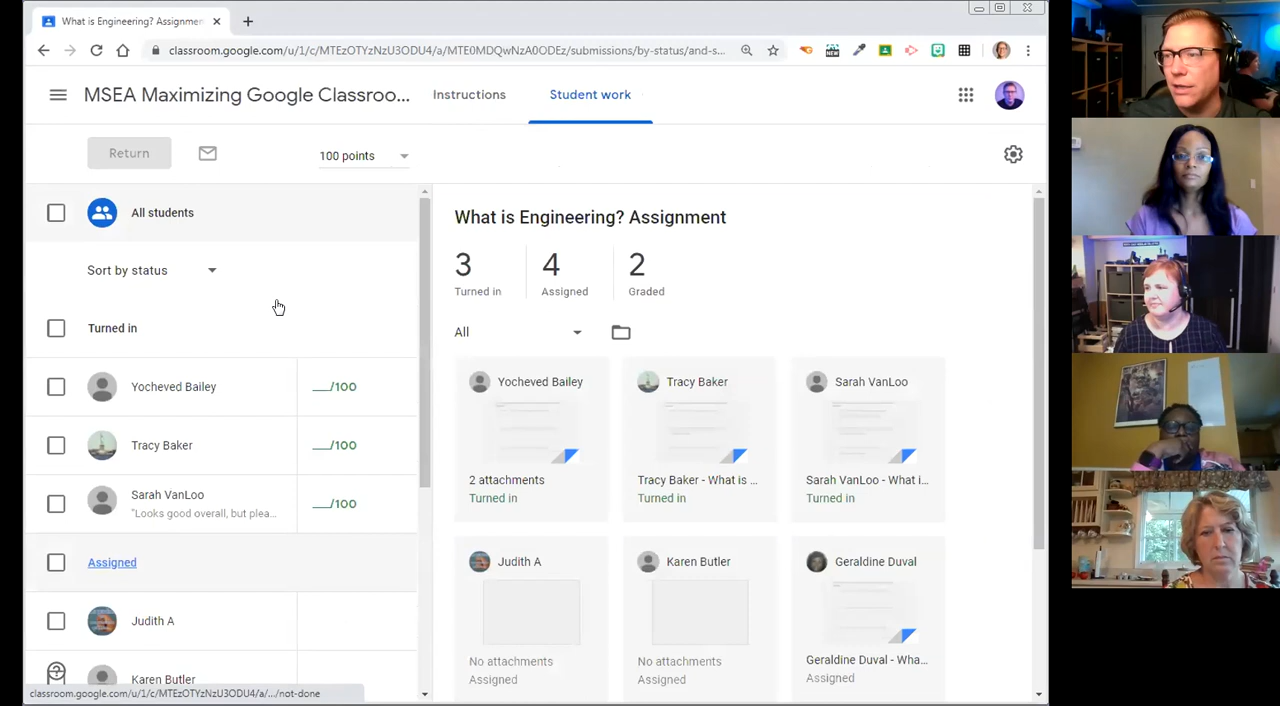 What is Engineering? Assignmen
classroom.google.com/u/1/c/MTEzOTYzNzU3ODU4/a/MTE0MDQwNzA0ODEz/submissions/by-status/and-s...
MSEA Maximizing Google Classroo...
Instructions
Student work
Return
100 points
All students
Sort by status
Turned in
Yocheved Bailey
__/100
Tracy Baker
__/100
Sarah VanLoo
"Looks good overall, but plea...
__/100
Assigned
Judith A
Karen Butler
classroom.google.com/u/1/c/MTEzOTYzNzU3ODU4/a/.../not-done
What is Engineering? Assignment
3
4
2
Turned in
Assigned
Graded
All
Yocheved Bailey
Tracy Baker
Sarah VanLoo
2 attachments
Tracy Baker - What is ...
Sarah VanLoo - What i...
Turned in
Turned in
Turned in
Judith A
Karen Butler
Geraldine Duval
No attachments
No attachments
Geraldine Duval - Wha...
Assigned
Assigned
Assigned